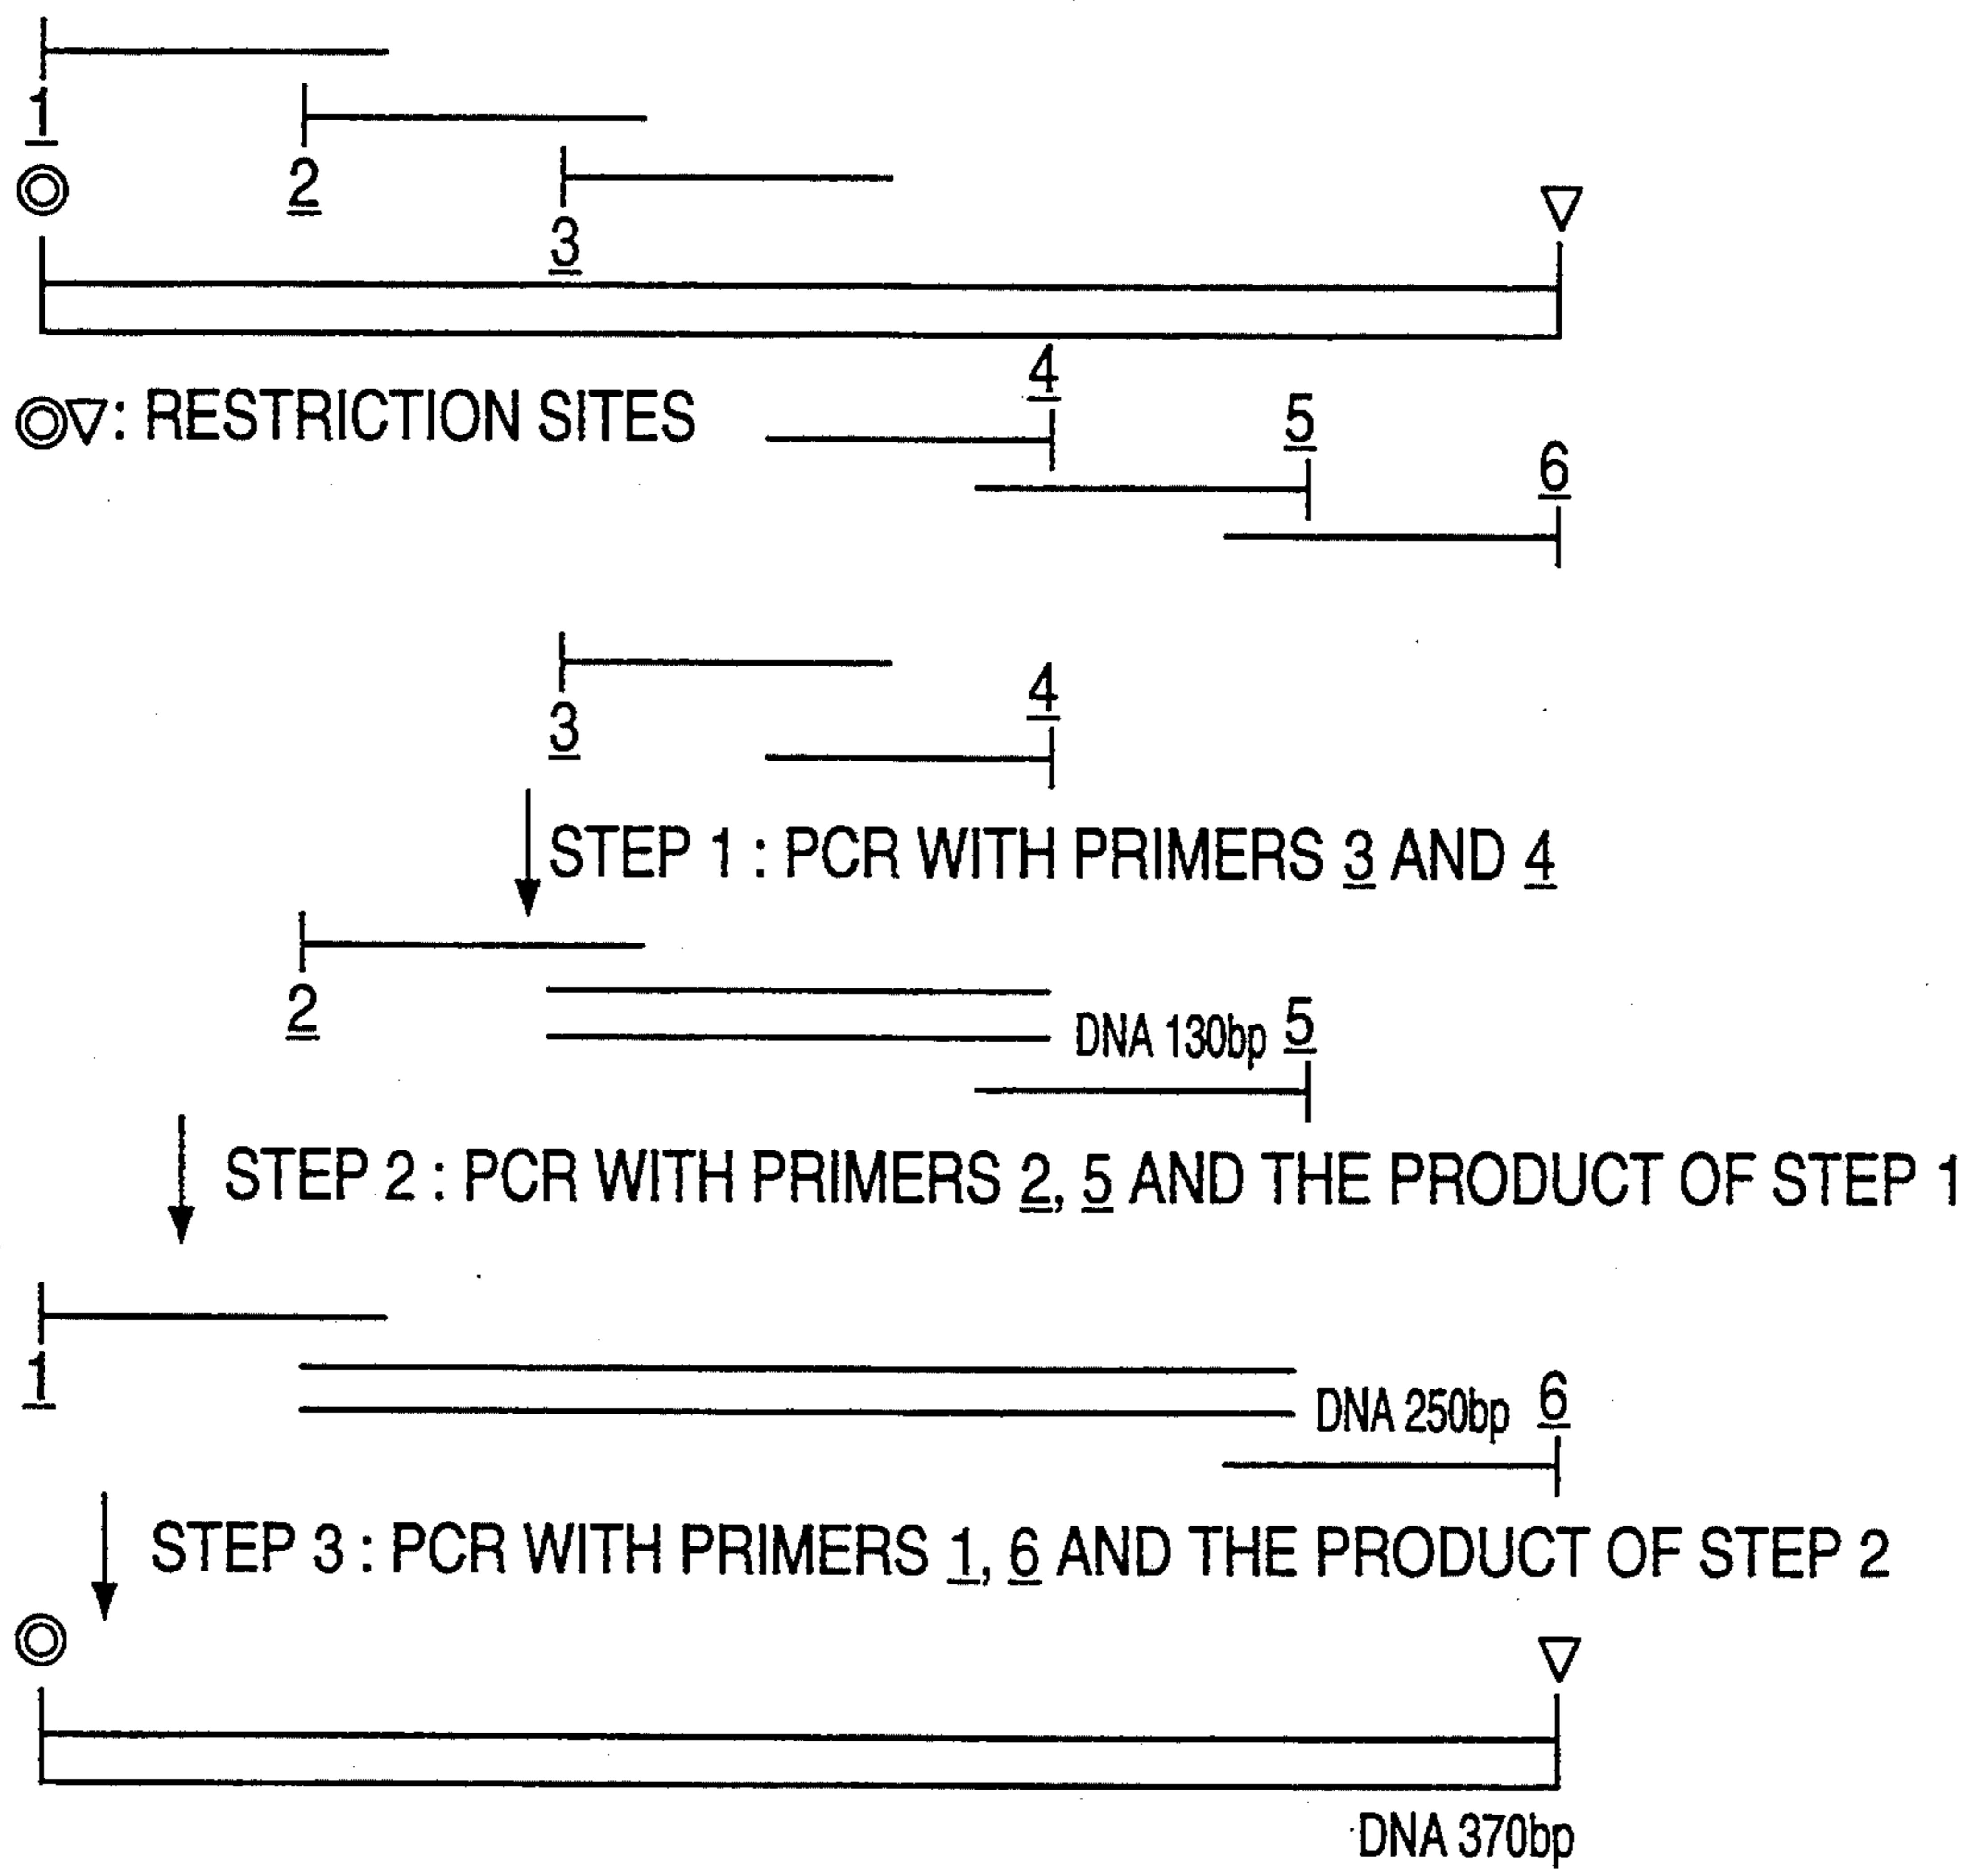 1
2
3
◎▽: RESTRICTION SITES
4
5
6
3
4
STEP 1 : PCR WITH PRIMERS 3 AND 4
2
DNA 130bp 5
STEP 2 : PCR WITH PRIMERS 2, 5 AND THE PRODUCT OF STEP 1
1
DNA 250bp 6
STEP 3 : PCR WITH PRIMERS 1, 6 AND THE PRODUCT OF STEP 2
DNA 370bp